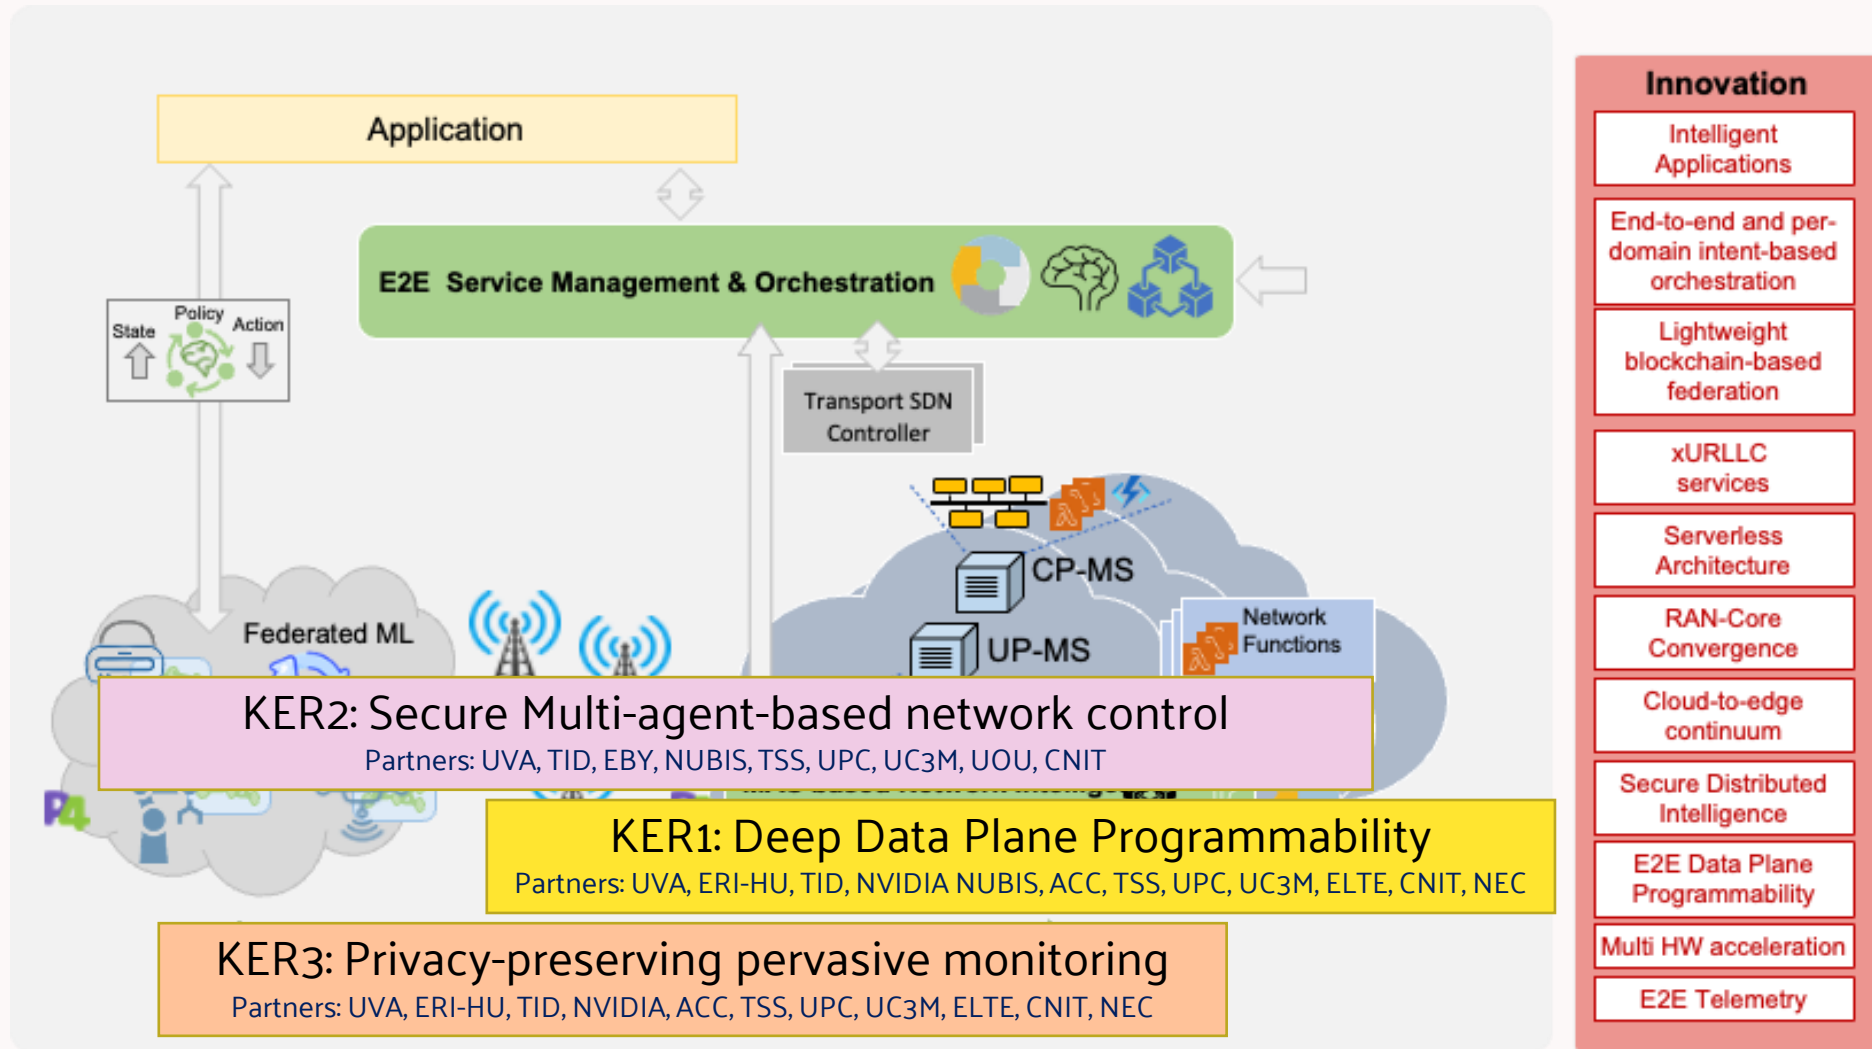 Application
E2E Service Management & Orchestration
State
Policy
Action
Transport SDN
Controller
CP-MS
UP-MS
Network
Functions
Federated ML
KER2: Secure Multi-agent-based network control
Partners: UVA, TID, EBY, NUBIS, TSS, UPC, UC3M, UOU, CNIT
P4
KER1: Deep Data Plane Programmability
Partners: UVA, ERI-HU, TID, NVIDIA NUBIS, ACC, TSS, UPC, UC3M, ELTE, CNIT, NEC
KER3: Privacy-preserving pervasive monitoring
Partners: UVA, ERI-HU, TID, NVIDIA, ACC, TSS, UPC, UC3M, ELTE, CNIT, NEC
Innovation
Intelligent
Applications
End-to-end and per-
domain intent-based
orchestration
Lightweight
blockchain-based
federation
xURLLC
services
Serverless
Architecture
RAN-Core
Convergence
Cloud-to-edge
continuum
Secure Distributed
Intelligence
E2E Data Plane
Programmability
Multi HW acceleration
E2E Telemetry